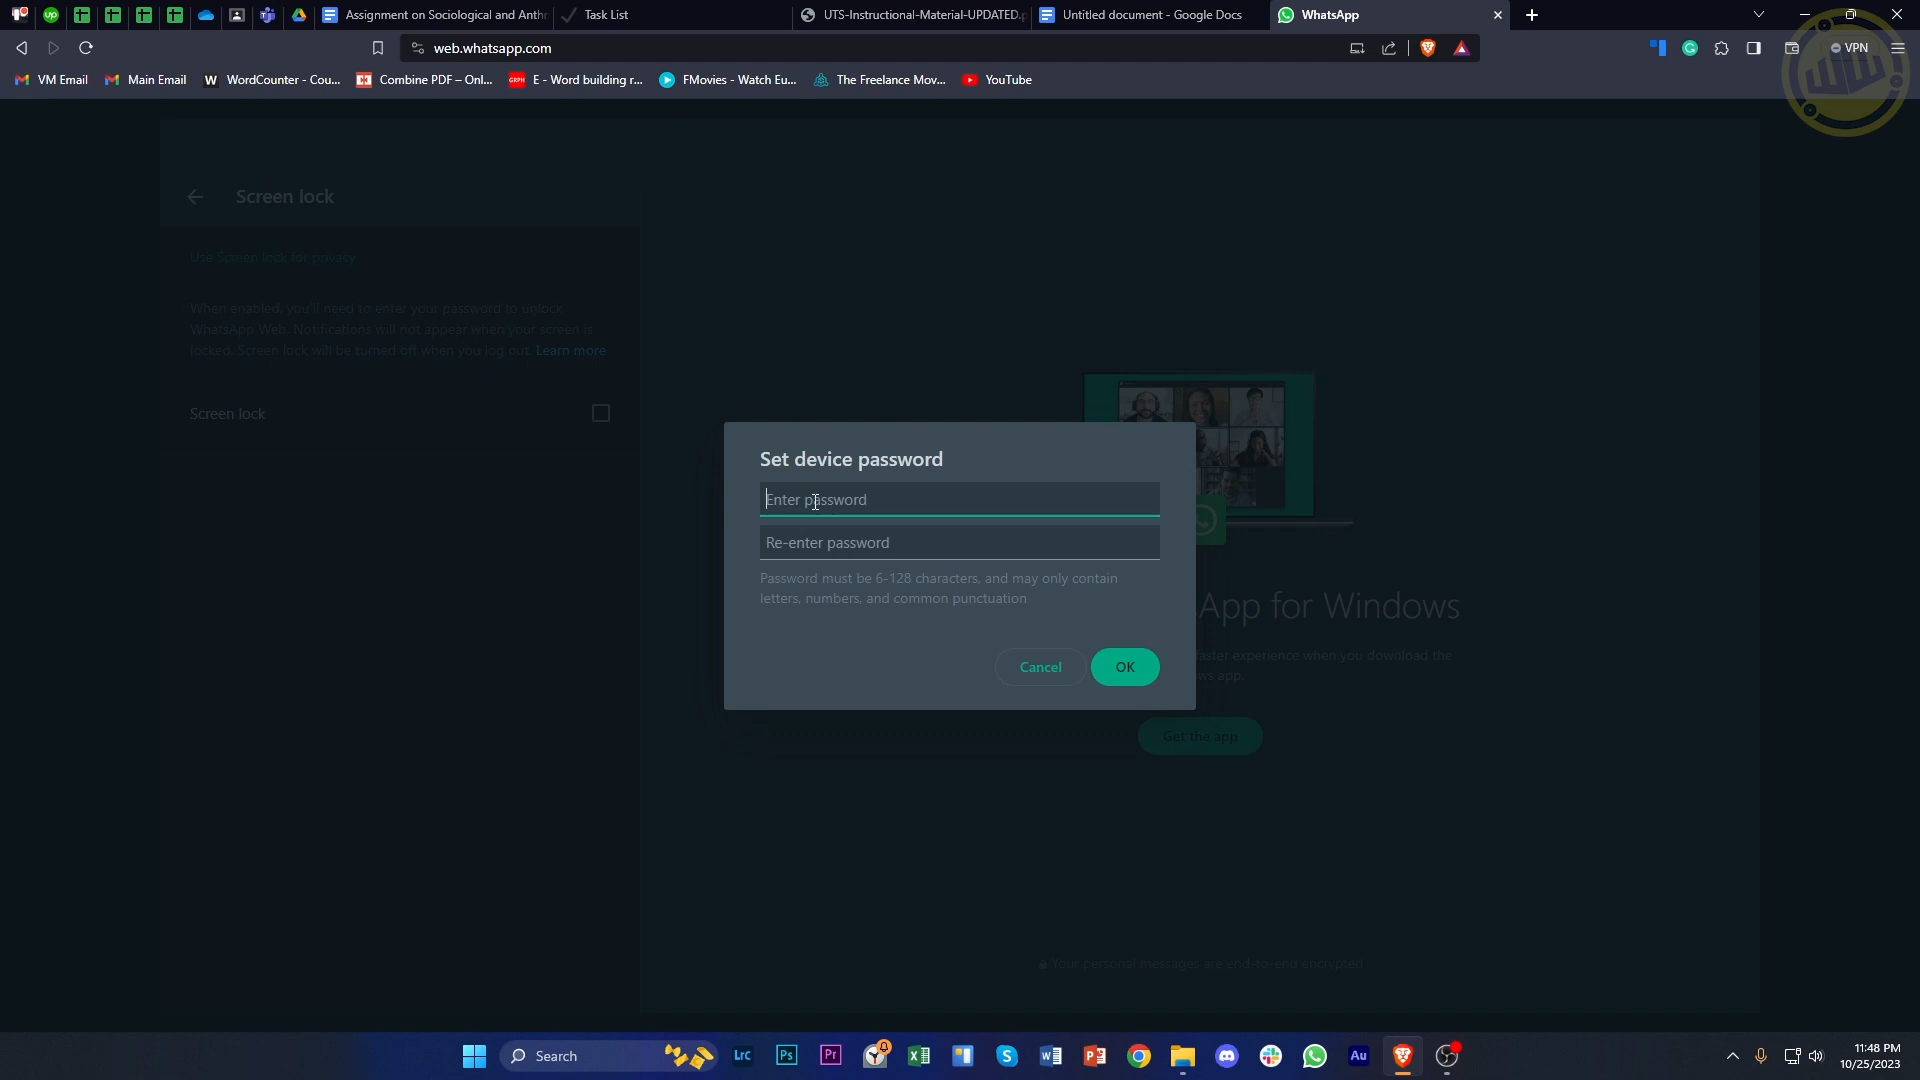 Assignment on Sociological and Anthr
Task List
UTS-Instructional-Material-UPDATED.p
Untitled document - Google Docs
WhatsApp
web.whatsapp.com
VPN
VM Email
Main Email
WordCounter - Cou...
Combine PDF – Onl...
E - Word building r...
FMovies - Watch Eu...
The Freelance Mov...
YouTube
Screen lock
Use Screen lock for privacy
When enabled, you'll need to enter your password to unlock
WhatsApp Web. Notifications will not appear when your screen is
locked. Screen lock will be turned off when you log out. Learn more
Screen lock
Set device password
Enter password
Re-enter password
Password must be 6-128 characters, and may only contain
letters, numbers, and common punctuation
Cancel
OK
App for Windows
faster experience when you download the
app.
Get the app
Your personal messages are end-to-end encrypted
Search
Lrc
Ps
Pr
Au
11:48 PM
10/25/2023